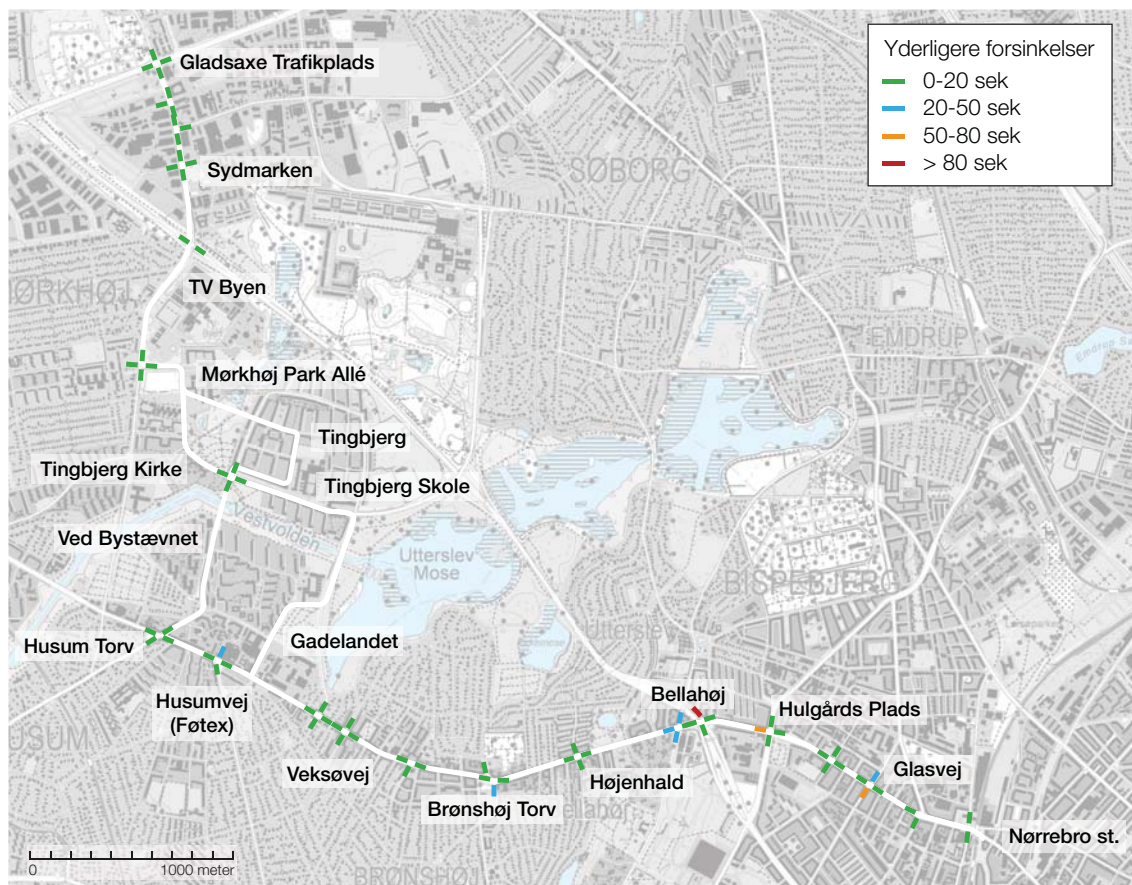 Yderligere forsinkelser
0-20 sek
20-50 sek
50-80 sek
> 80 sek
Gladsaxe Trafikplads
SØBORG
Sydmarken
TV Byen
ØRKHØJ
EMDRUP
Mørkhøj Park Allé
Tingbjerg
Tingbjerg Kirke
Tingbjerg Skole
Vestvolden
Ved Bystævnet
Utterslev
Mose
BISPEBJERG
Husum Torv
Gadelandet
Husumvej
(Føtex)
Bellahøj
Hulgårds Plads
Veksøvej
Højenhald
Glasvej
Brønshøj Torv
Nørrebro st.
0
1000 meter
BRØNSHØJ